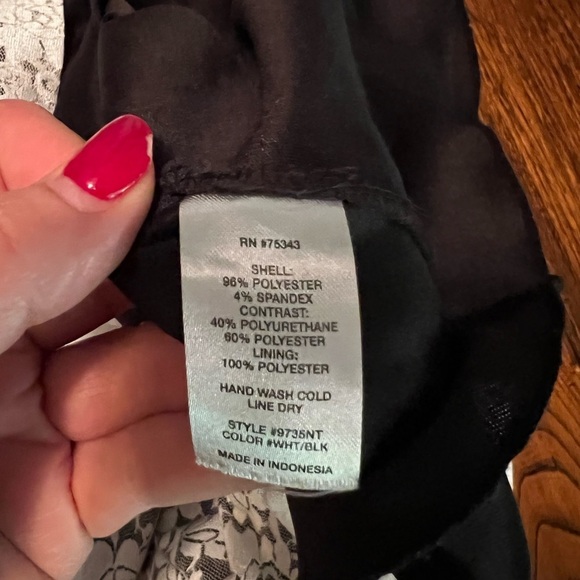 RN #75343
SHELL:
96% POLYESTER
4% SPANDEX
CONTRAST:
40% POLYURETHANE
60% POLYESTER
LINING:
100% POLYESTER
HAND WASH COLD
LINE DRY
STYLE #9735NT
COLOR #WHT/BLK
MADE IN INDONESIA